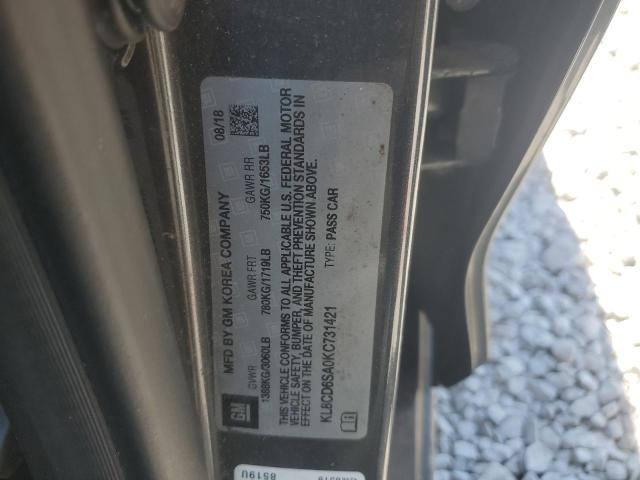 GM
MFD BY GM KOREA COMPANY
08/18
GVWR GAWR FRT GAWR RR
1388KG/3060LB 780KG/1719LB 750KG/1653LB
THIS VEHICLE CONFORMS TO ALL APPLICABLE U.S. FEDERAL MOTOR
VEHICLE SAFETY, BUMPER, AND THEFT PREVENTION STANDARDS IN
EFFECT ON THE DATE OF MANUFACTURE SHOWN ABOVE.
KL8CD6SA0KC731421 TYPE: PASS CAR
8519U